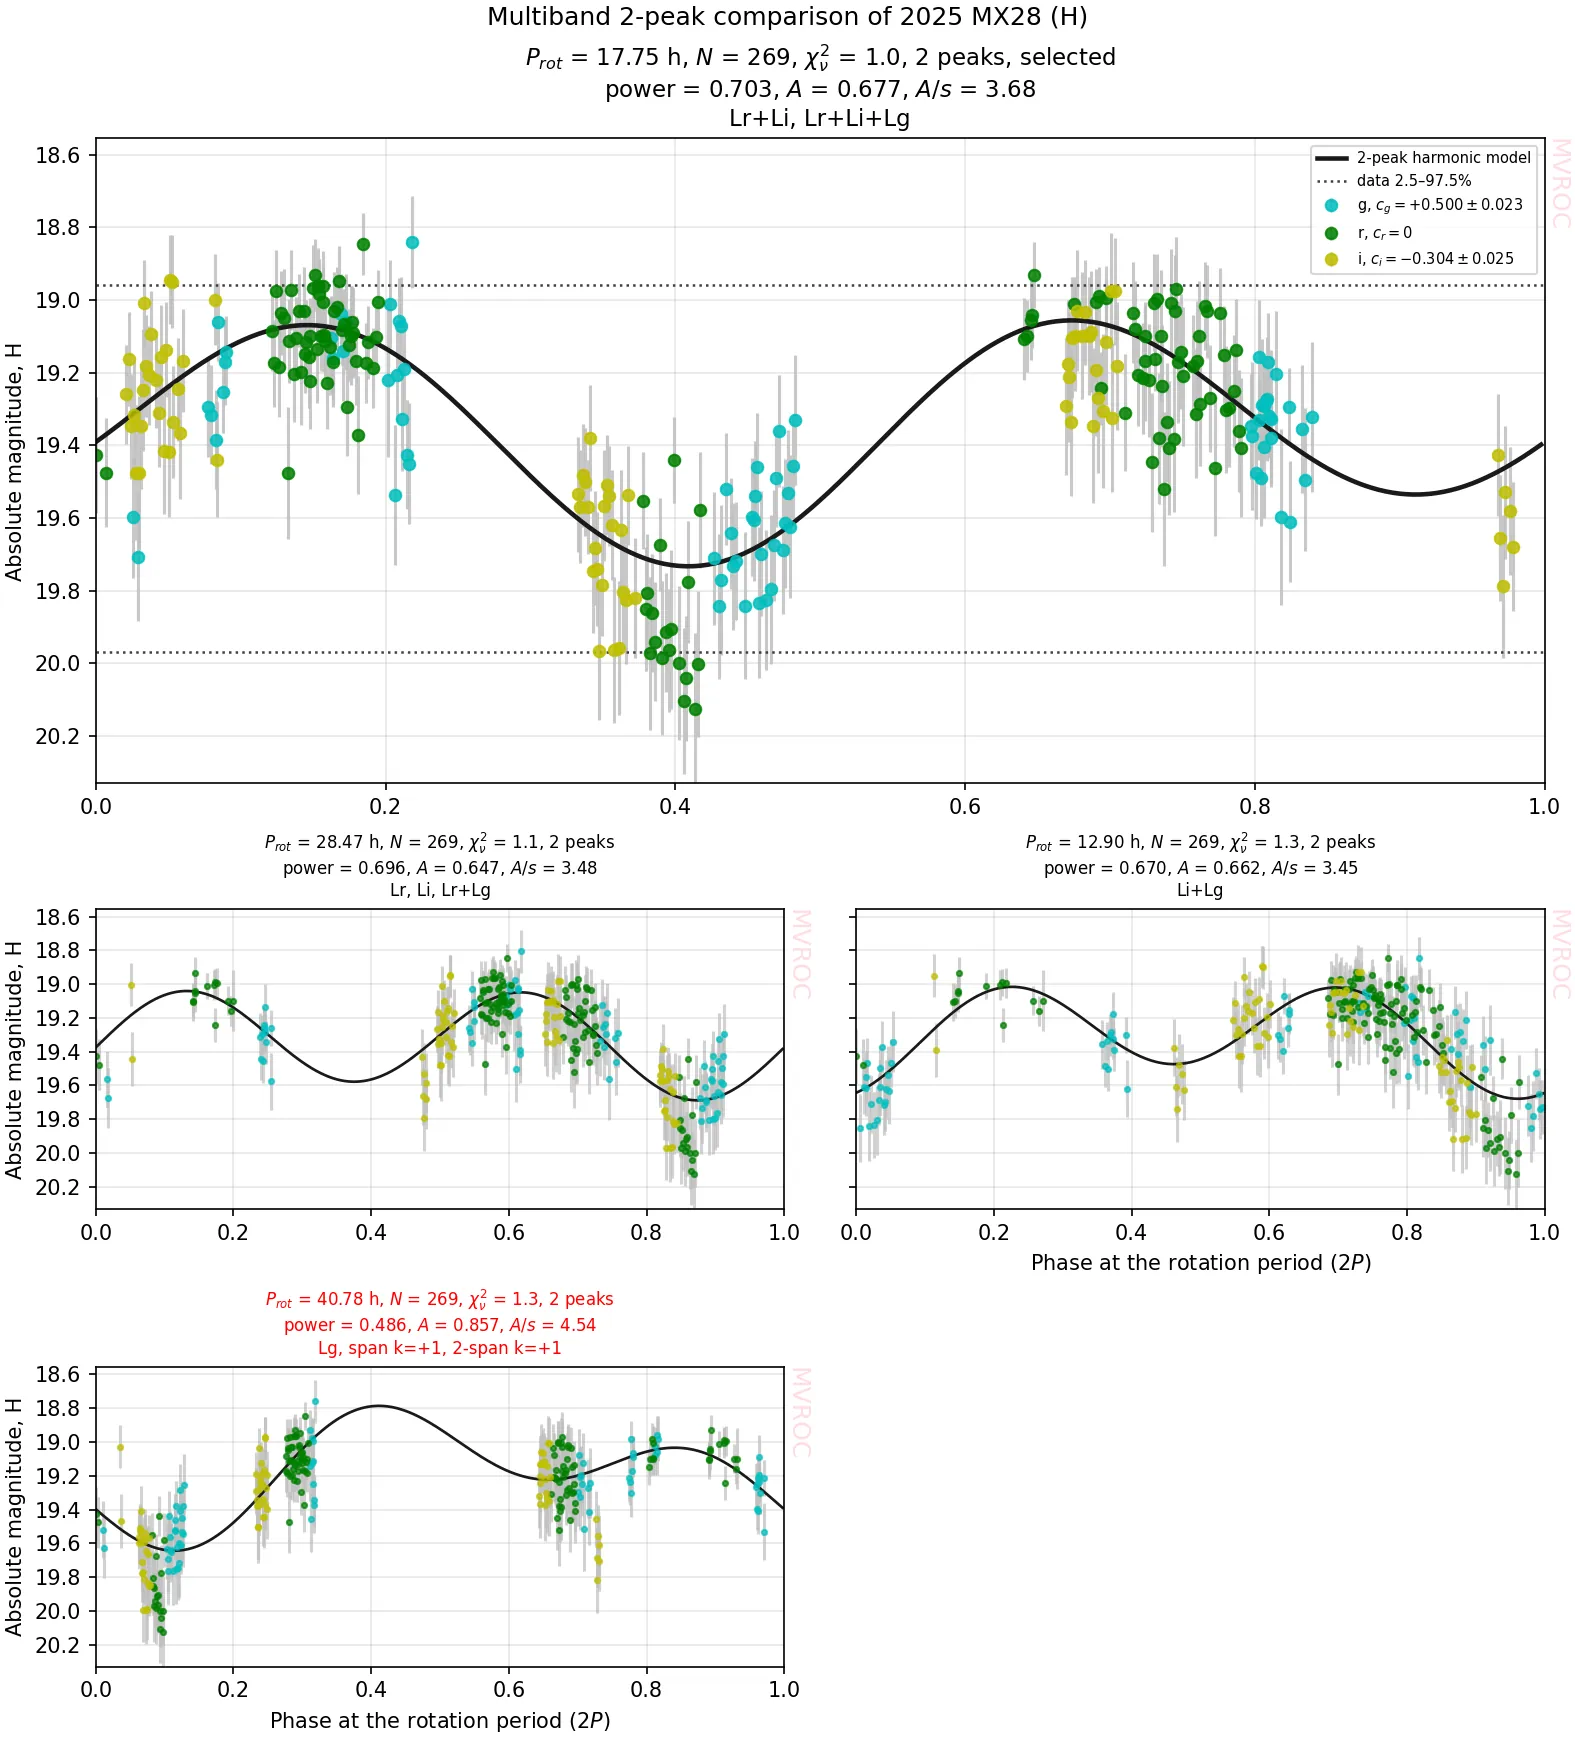 Multiband 2-peak comparison of 2025 MX28 (H)
P_rot = 17.75 h, N = 269, χ²_ν = 1.0, 2 peaks, selected
power = 0.703, A = 0.677, A/s = 3.68
Lr+Li, Lr+Li+Lg
2-peak harmonic model
data 2.5–97.5%
g, c_g = +0.500 ± 0.023
r, c_r = 0
i, c_i = −0.304 ± 0.025
MVROC
Absolute magnitude, H
18.6
18.8
19.0
19.2
19.4
19.6
19.8
20.0
20.2
0.0 0.2 0.4 0.6 0.8 1.0
P_rot = 28.47 h, N = 269, χ²_ν = 1.1, 2 peaks
power = 0.696, A = 0.647, A/s = 3.48
Lr, Li, Lr+Lg
MVROC
Absolute magnitude, H
18.6
18.8
19.0
19.2
19.4
19.6
19.8
20.0
20.2
0.0 0.2 0.4 0.6 0.8 1.0
P_rot = 12.90 h, N = 269, χ²_ν = 1.3, 2 peaks
power = 0.670, A = 0.662, A/s = 3.45
Li+Lg
MVROC
0.0 0.2 0.4 0.6 0.8 1.0
Phase at the rotation period (2P)
P_rot = 40.78 h, N = 269, χ²_ν = 1.3, 2 peaks
power = 0.486, A = 0.857, A/s = 4.54
Lg, span k=+1, 2-span k=+1
MVROC
Absolute magnitude, H
18.6
18.8
19.0
19.2
19.4
19.6
19.8
20.0
20.2
0.0 0.2 0.4 0.6 0.8 1.0
Phase at the rotation period (2P)